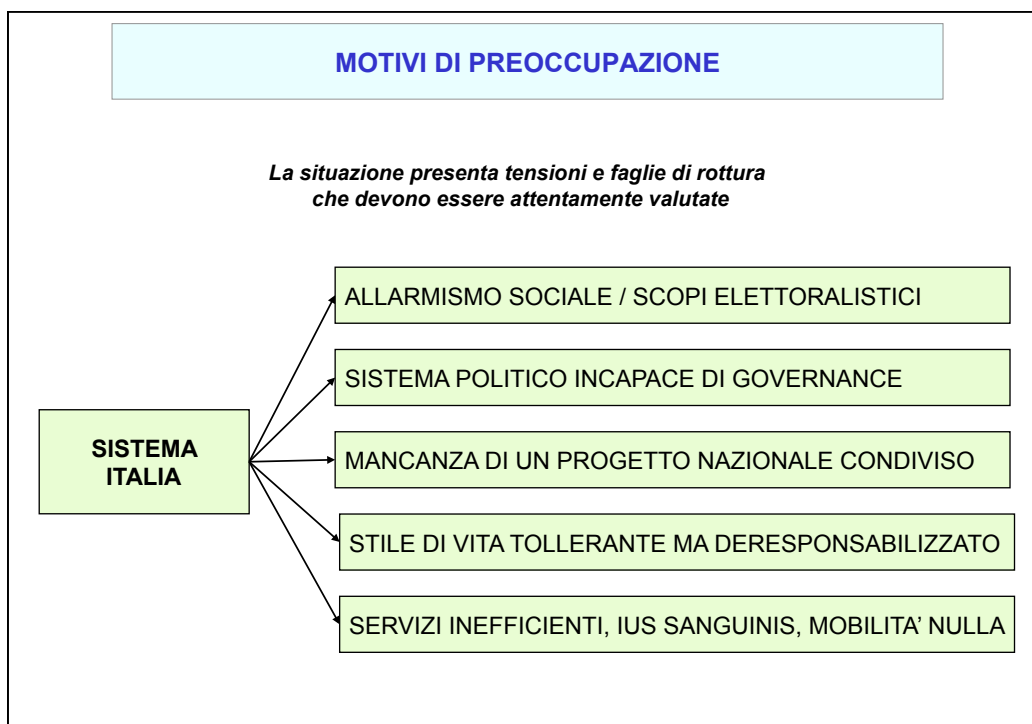 MOTIVI DI PREOCCUPAZIONE
La situazione presenta tensioni e faglie di rottura
che devono essere attentamente valutate
ALLARMISMO SOCIALE / SCOPI ELETTORALISTICI
SISTEMA POLITICO INCAPACE DI GOVERNANCE
SISTEMA
ITALIA
MANCANZA DI UN PROGETTO NAZIONALE CONDIVISO
STILE DI VITA TOLLERANTE MA DERESPONSABILIZZATO
SERVIZI INEFFICIENTI, IUS SANGUINIS, MOBILITA’ NULLA